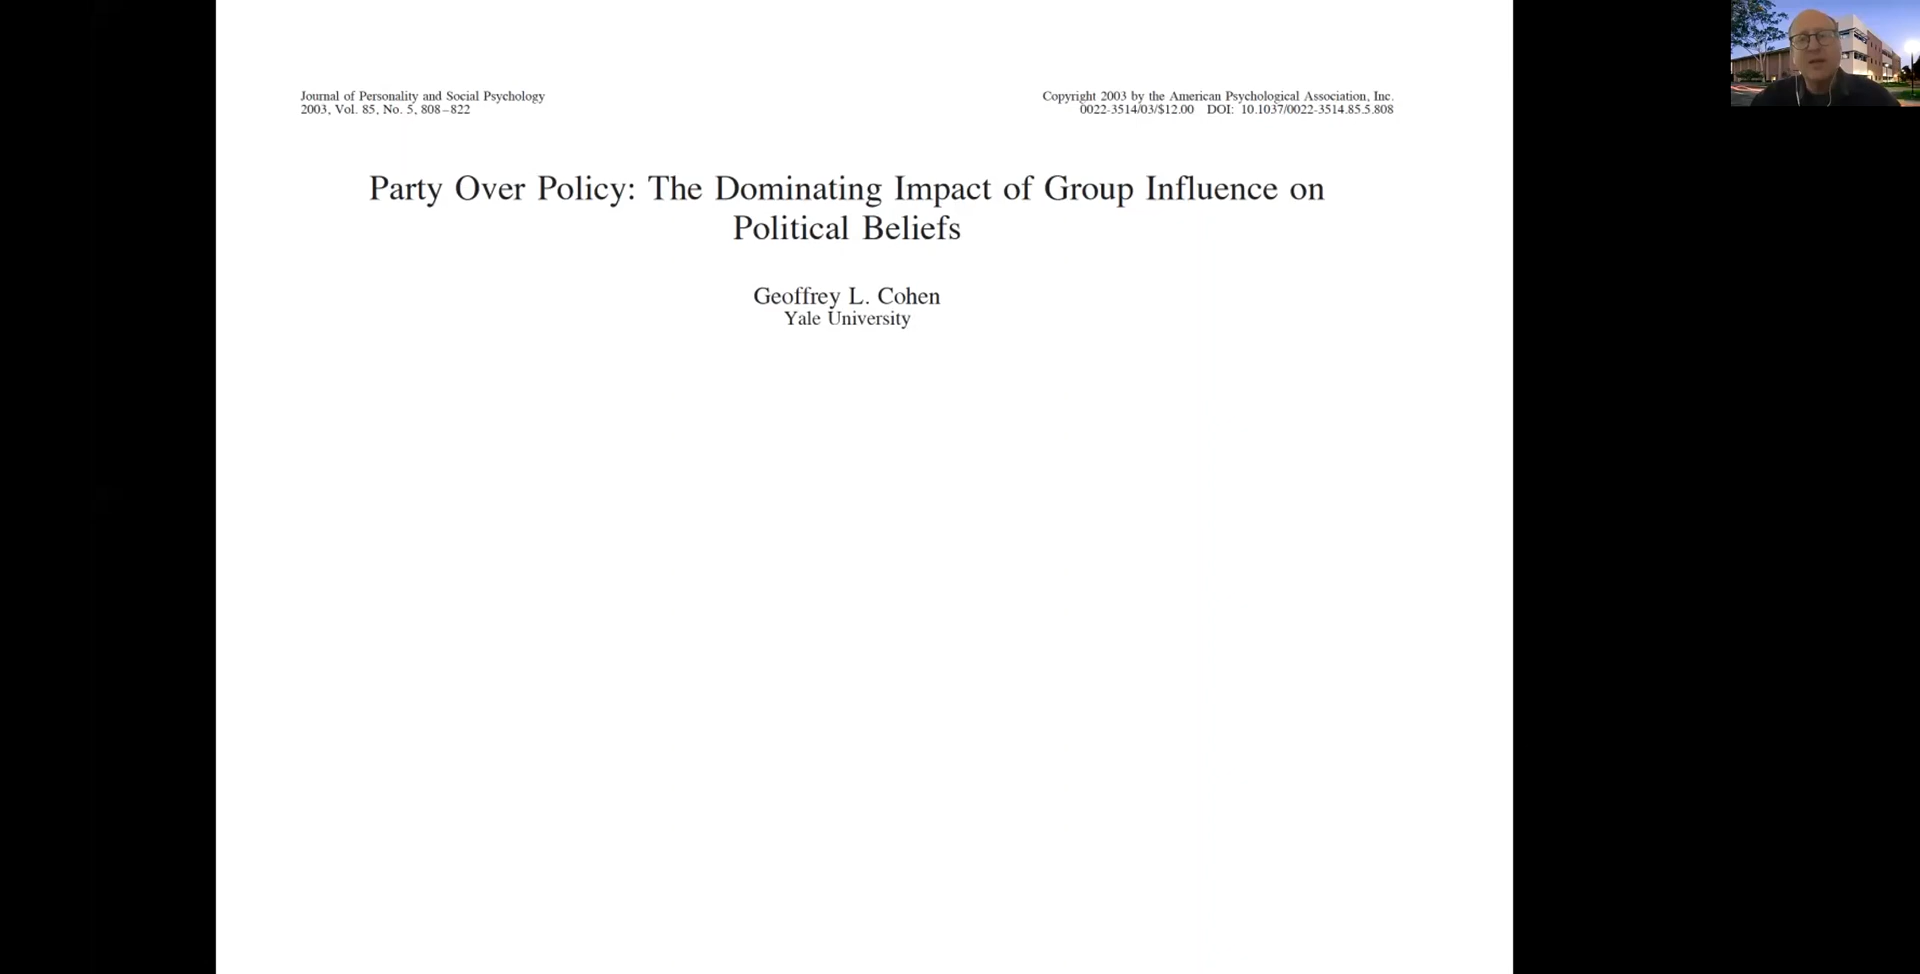 Journal of Personality and Social Psychology
2003, Vol. 85, No. 5, 808–822
Copyright 2003 by the American Psychological Association, Inc.
0022-3514/03/$12.00 DOI: 10.1037/0022-3514.85.5.808
Party Over Policy: The Dominating Impact of Group Influence on
Political Beliefs
Geoffrey L. Cohen
Yale University